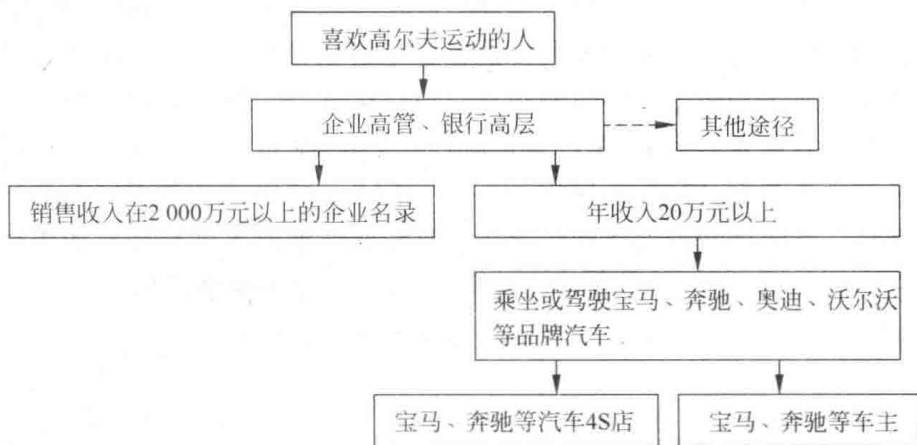 喜欢高尔夫运动的人
企业高管、银行高层
其他途径
销售收入在2 000万元以上的企业名录
年收入20万元以上
乘坐或驾驶宝马、奔驰、奥迪、沃尔沃
等品牌汽车
宝马、奔驰等汽车4S店
宝马、奔驰等车主